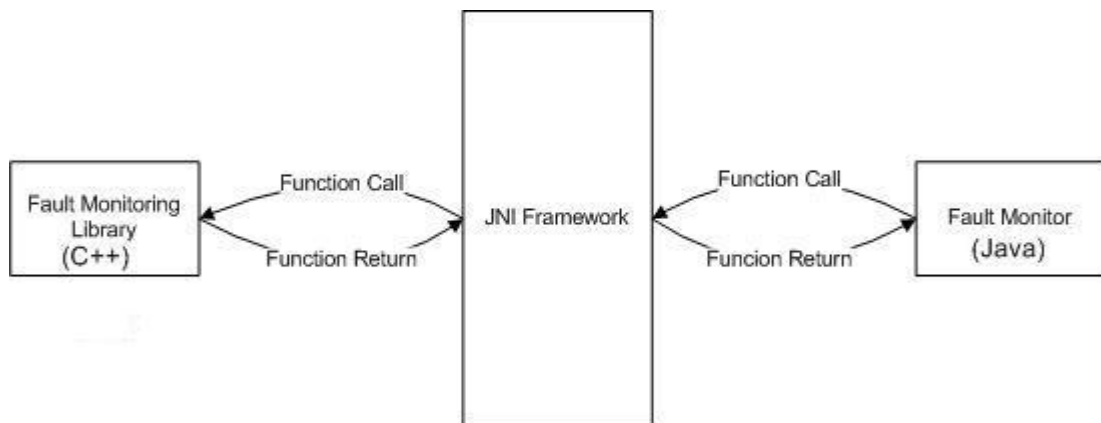 Function Call
Function Call
Fault Monitoring
Library
(C++)
JNI Framework
Fault Monitor
(Java)
Function Return
Funcion Return